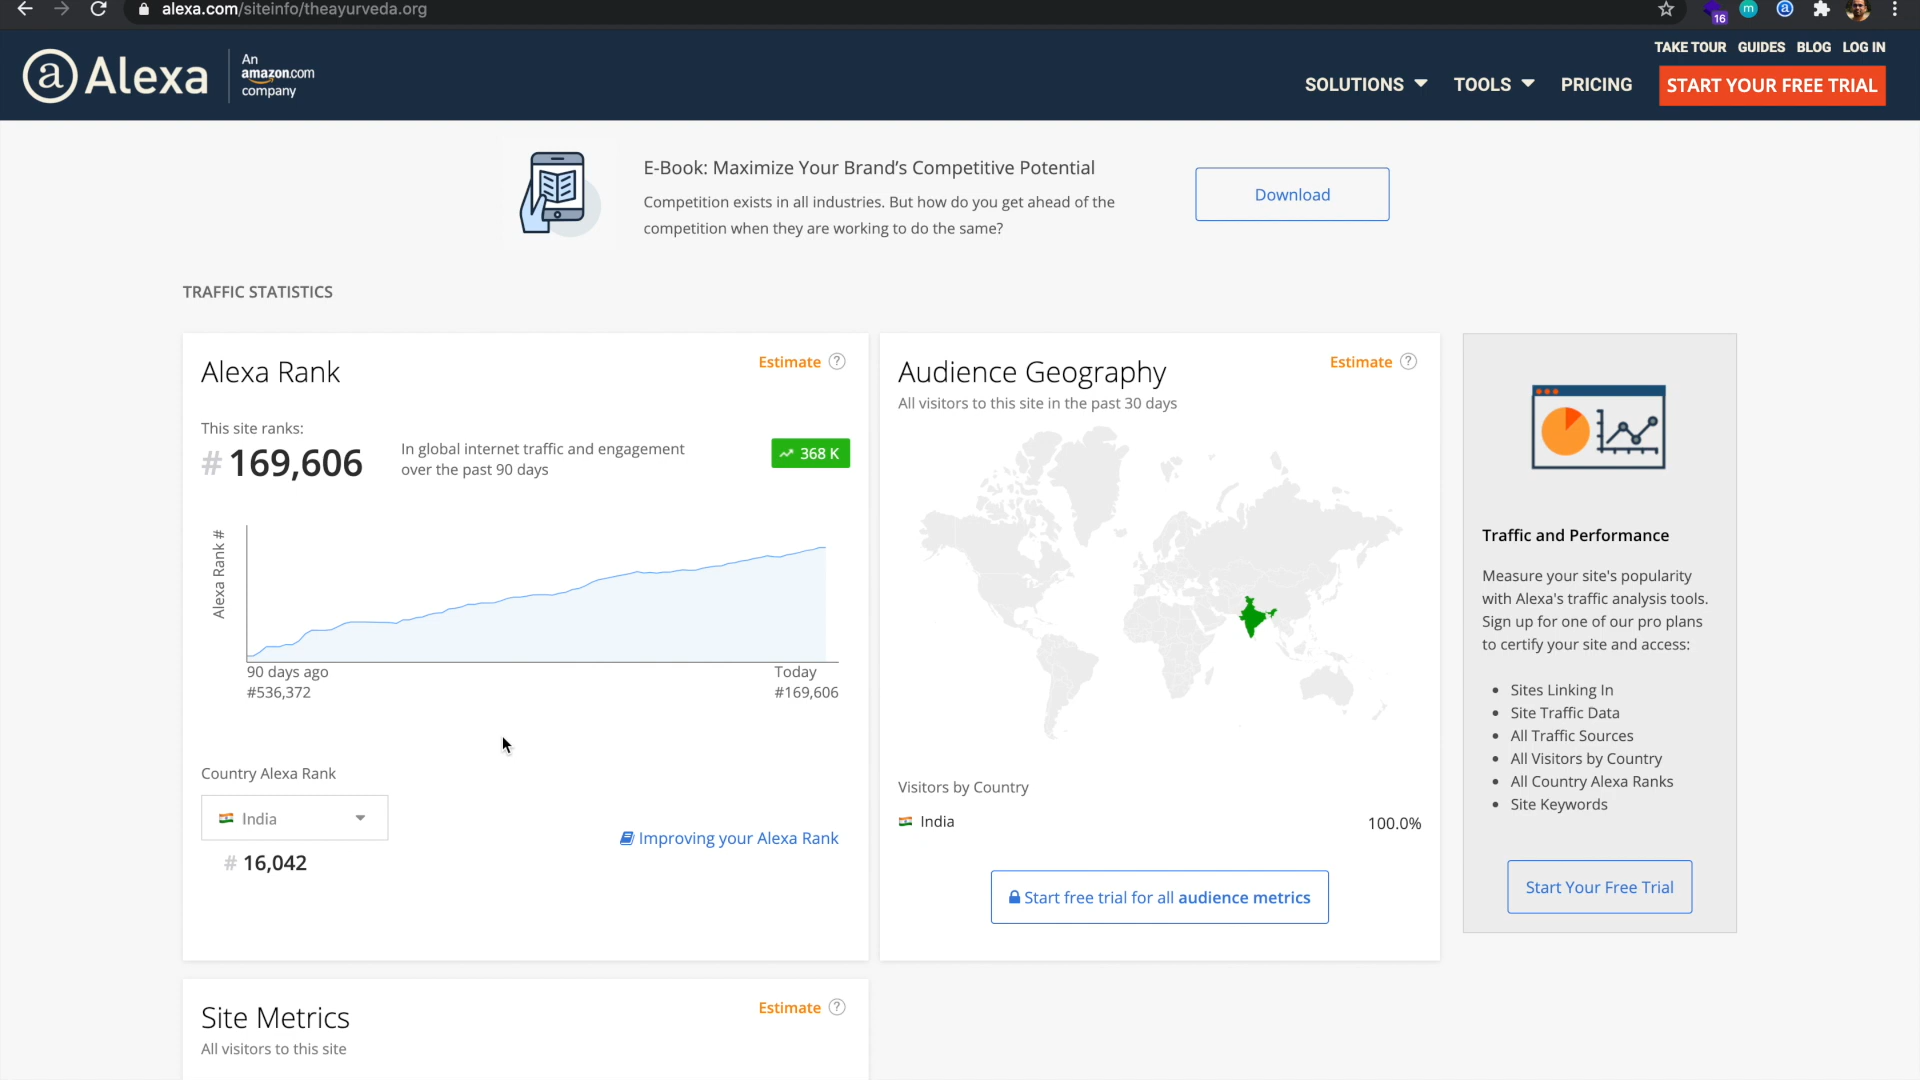 alexa.com/siteinfo/theayurveda.org
16
m
a
TAKE TOUR GUIDES BLOG LOG IN
a Alexa
An
amazon.com
company
SOLUTIONS TOOLS PRICING START YOUR FREE TRIAL
E-Book: Maximize Your Brand’s Competitive Potential
Competition exists in all industries. But how do you get ahead of the
competition when they are working to do the same?
Download
TRAFFIC STATISTICS
Alexa Rank
Estimate ?
This site ranks:
# 169,606
In global internet traffic and engagement
over the past 90 days
368 K
Alexa Rank #
90 days ago
#536,372
Today
#169,606
Country Alexa Rank
India
# 16,042
Improving your Alexa Rank
Audience Geography
Estimate ?
All visitors to this site in the past 30 days
Visitors by Country
India 100.0%
Start free trial for all audience metrics
Traffic and Performance
Measure your site's popularity
with Alexa's traffic analysis tools.
Sign up for one of our pro plans
to certify your site and access:
• Sites Linking In
• Site Traffic Data
• All Traffic Sources
• All Visitors by Country
• All Country Alexa Ranks
• Site Keywords
Start Your Free Trial
Site Metrics
Estimate ?
All visitors to this site